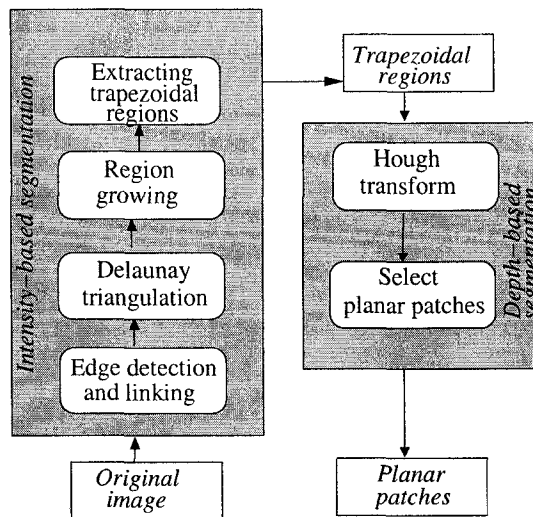 Intensity-based segmentation
Extracting
trapezoidal
regions
Region
growing
Delaunay
triangulation
Edge detection
and linking
Original
image
Trapezoidal
regions
Hough
transform
Select
planar patches
Depth-based
segmentation
Planar
patches